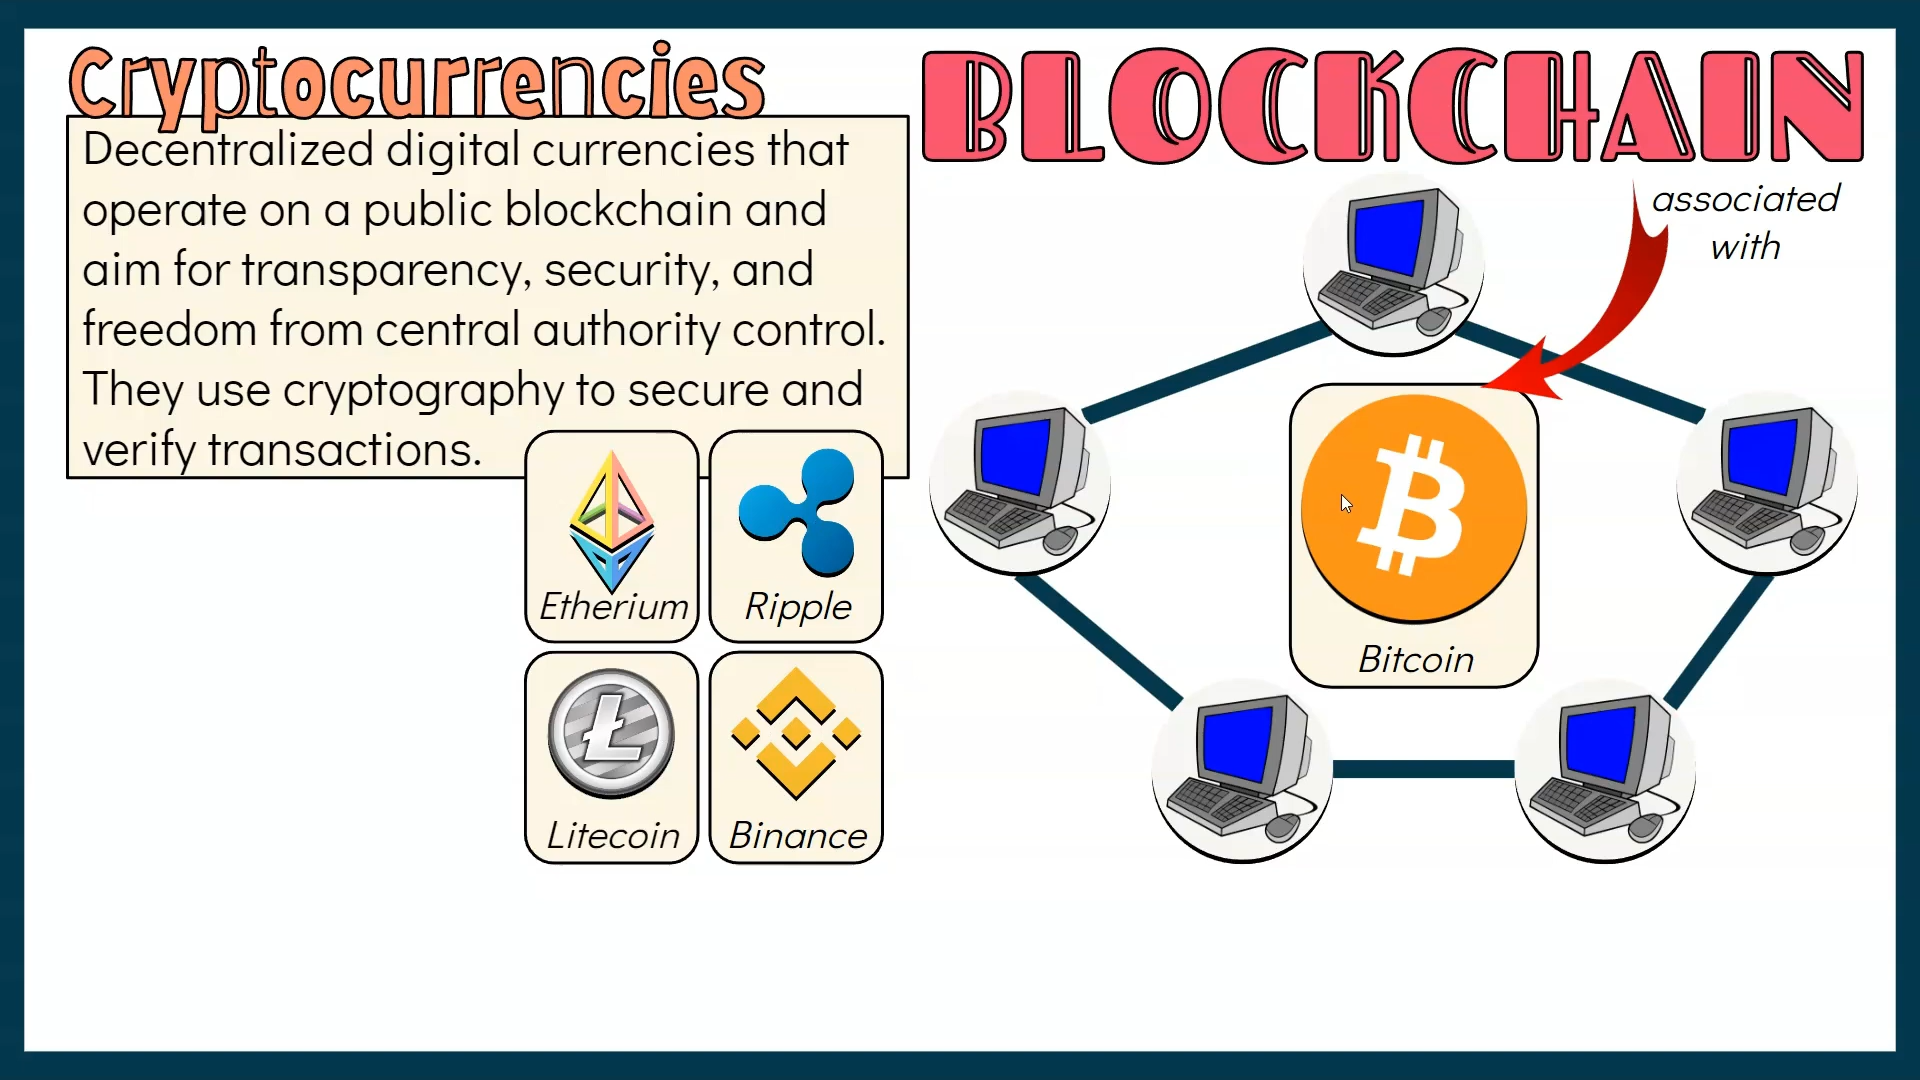 Cryptocurrencies
Decentralized digital currencies that
operate on a public blockchain and
aim for transparency, security, and
freedom from central authority control.
They use cryptography to secure and
verify transactions.
Etherium
Ripple
Litecoin
Binance
BLOCKCHAIN
associated
with
Bitcoin